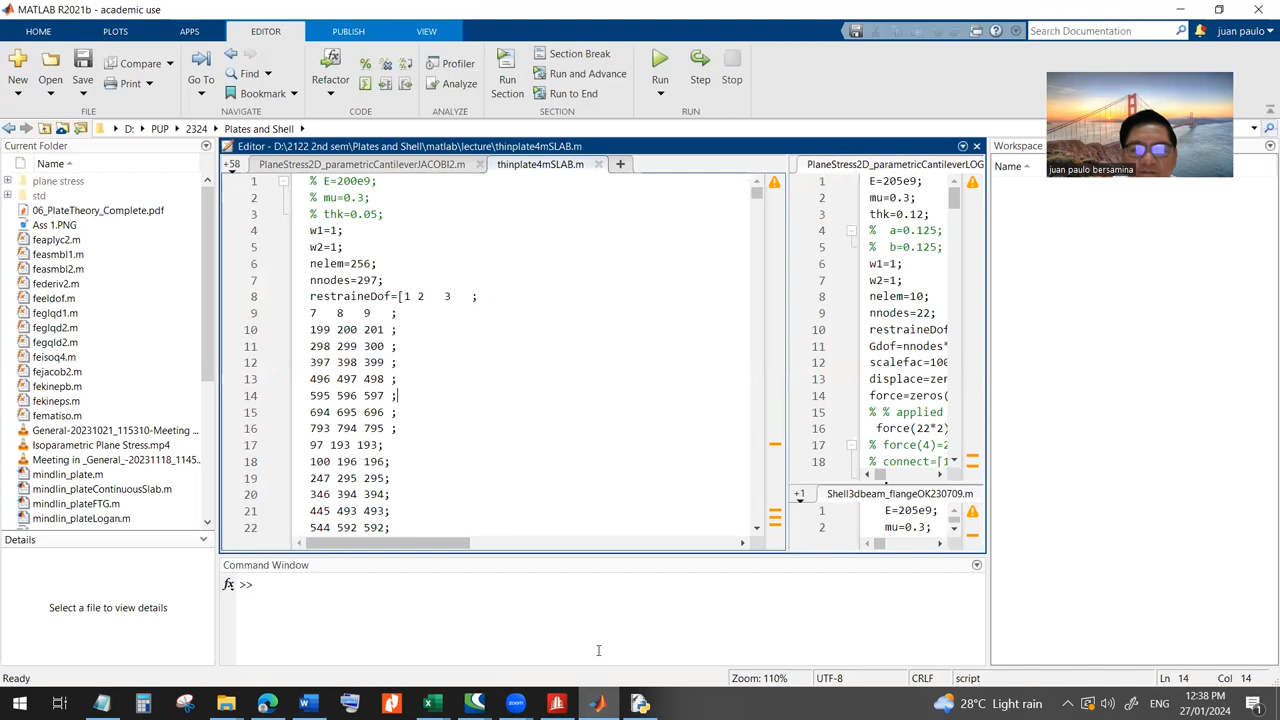 MATLAB R2021b - academic use
HOME PLOTS APPS EDITOR PUBLISH VIEW
Search Documentation
juan paulo
New Open Save
Compare
Print
FILE
Go To
Find
Bookmark
NAVIGATE
Refactor
CODE
Profiler
Analyze
ANALYZE
Run Section
Section Break
Run and Advance
Run to End
SECTION
Run Step Stop
RUN
D: PUP 2324 Plates and Shell
juan paulo bersamina
Current Folder
Name
plane stress
std
06_PlateTheory_Complete.pdf
Ass 1.PNG
feaplyc2.m
feasmbl1.m
feasmbl2.m
federiv2.m
feeldof.m
feglqd1.m
feglqd2.m
fegqld2.m
feisoq4.m
fejacob2.m
fekinepb.m
fekineps.m
fematiso.m
General-20231021_115310-Meeting ...
Isoparametric Plane Stress.mp4
Meeting in _General_-20231118_1145...
mindlin_plate.m
mindlin_plateContinuousSlab.m
mindlin_plateFTG.m
mindlin_plateLogan.m
Details
Select a file to view details
Editor - D:\2122 2nd sem\Plates and Shell\matlab\lecture\thinplate4mSLAB.m
+58 PlaneStress2D_parametricCantileverJACOBI2.m thinplate4mSLAB.m
1 % E=200e9;
2 % mu=0.3;
3 % thk=0.05;
4 w1=1;
5 w2=1;
6 nelem=256;
7 nnodes=297;
8 restraineDof=[1 2 3 ;
9 7 8 9 ;
10 199 200 201 ;
11 298 299 300 ;
12 397 398 399 ;
13 496 497 498 ;
14 595 596 597 ;
15 694 695 696 ;
16 793 794 795 ;
17 97 193 193;
18 100 196 196;
19 247 295 295;
20 346 394 394;
21 445 493 493;
22 544 592 592;
PlaneStress2D_parametricCantileverLOG
1 E=205e9;
2 mu=0.3;
3 thk=0.12;
4 % a=0.125;
5 % b=0.125;
6 w1=1;
7 w2=1;
8 nelem=10;
9 nnodes=22;
10 restraineDof
11 Gdof=nnodes*
12 scalefac=100
13 displace=zer
14 force=zeros(
15 % % applied
16 force(22*2)
17 % force(4)=2
18 % connect=[1
+1 Shell3dbeam_flangeOK230709.m
1 E=205e9;
2 mu=0.3;
Workspace
Name
Command Window
fx >>
Ready
Zoom: 110% UTF-8 CRLF script Ln 14 Col 14
28°C Light rain
ENG
12:38 PM
27/01/2024